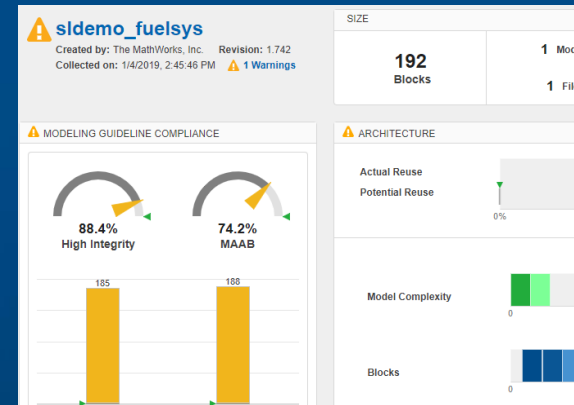 sldemo_fuelsys
Created by: The MathWorks, Inc. Revision: 1.742
Collected on: 1/4/2019, 2:45:46 PM 1 Warnings
SIZE
192
Blocks
1
1
MODELING GUIDELINE COMPLIANCE
88.4%
High Integrity
74.2%
MAAB
185
188
ARCHITECTURE
Actual Reuse
Potential Reuse
0%
Model Complexity
0
Blocks
0